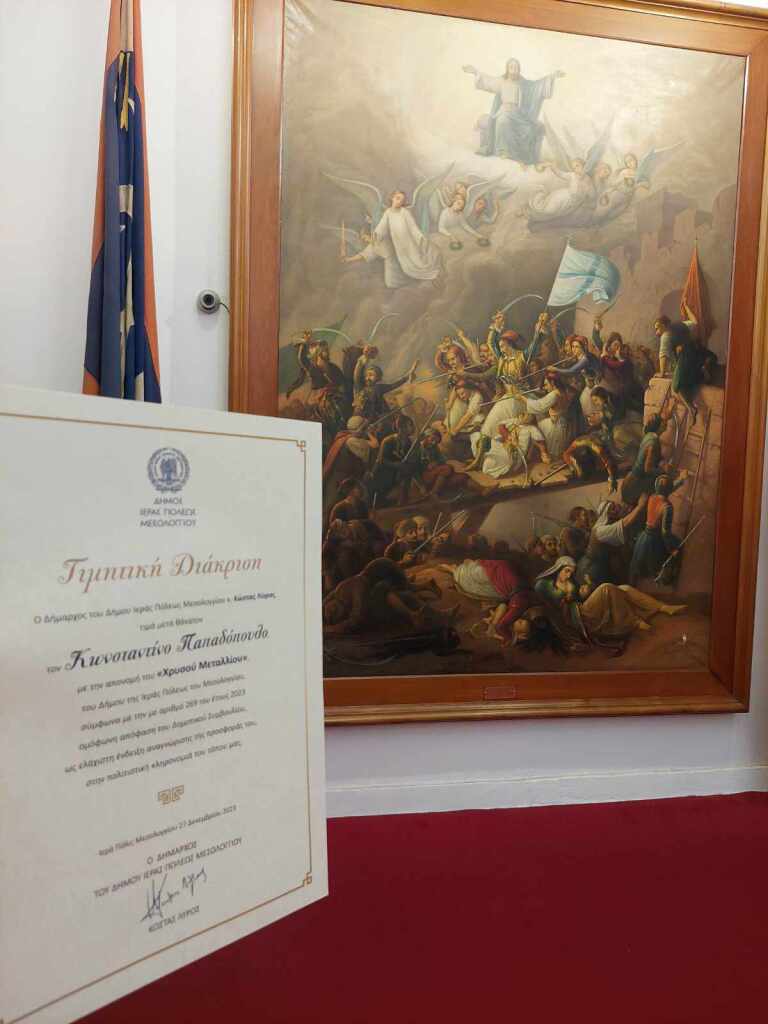 ΔΗΜΟΣ
ΙΕΡΑΣ ΠΟΛΕΩΣ
ΜΕΣΟΛΟΓΓΙΟΥ
Τιμητική Διάκριση
Ο Δήμαρχος του Δήμου Ιεράς Πόλεως Μεσολογγίου κ. Κώστας Λύρος,
τιμά μετά θάνατον
τον Κωνσταντίνο Παπαδόπουλο
με την απονομή του «Χρυσού Μεταλλίου»,
του Δήμου της Ιεράς Πόλεως του Μεσολογγίου,
σύμφωνα με την με αριθμό 269 του έτους 2023
ομόφωνη απόφαση του Δημοτικού Συμβουλίου,
ως ελάχιστη ένδειξη αναγνώρισης της προσφοράς του,
στην πολιτιστική κληρονομιά του τόπου μας.
Ιερά Πόλις Μεσολογγίου 27 Δεκεμβρίου 2023
Ο ΔΗΜΑΡΧΟΣ
ΤΟΥ ΔΗΜΟΥ ΙΕΡΑΣ ΠΟΛΕΩΣ ΜΕΣΟΛΟΓΓΙΟΥ
ΚΩΣΤΑΣ ΛΥΡΟΣ